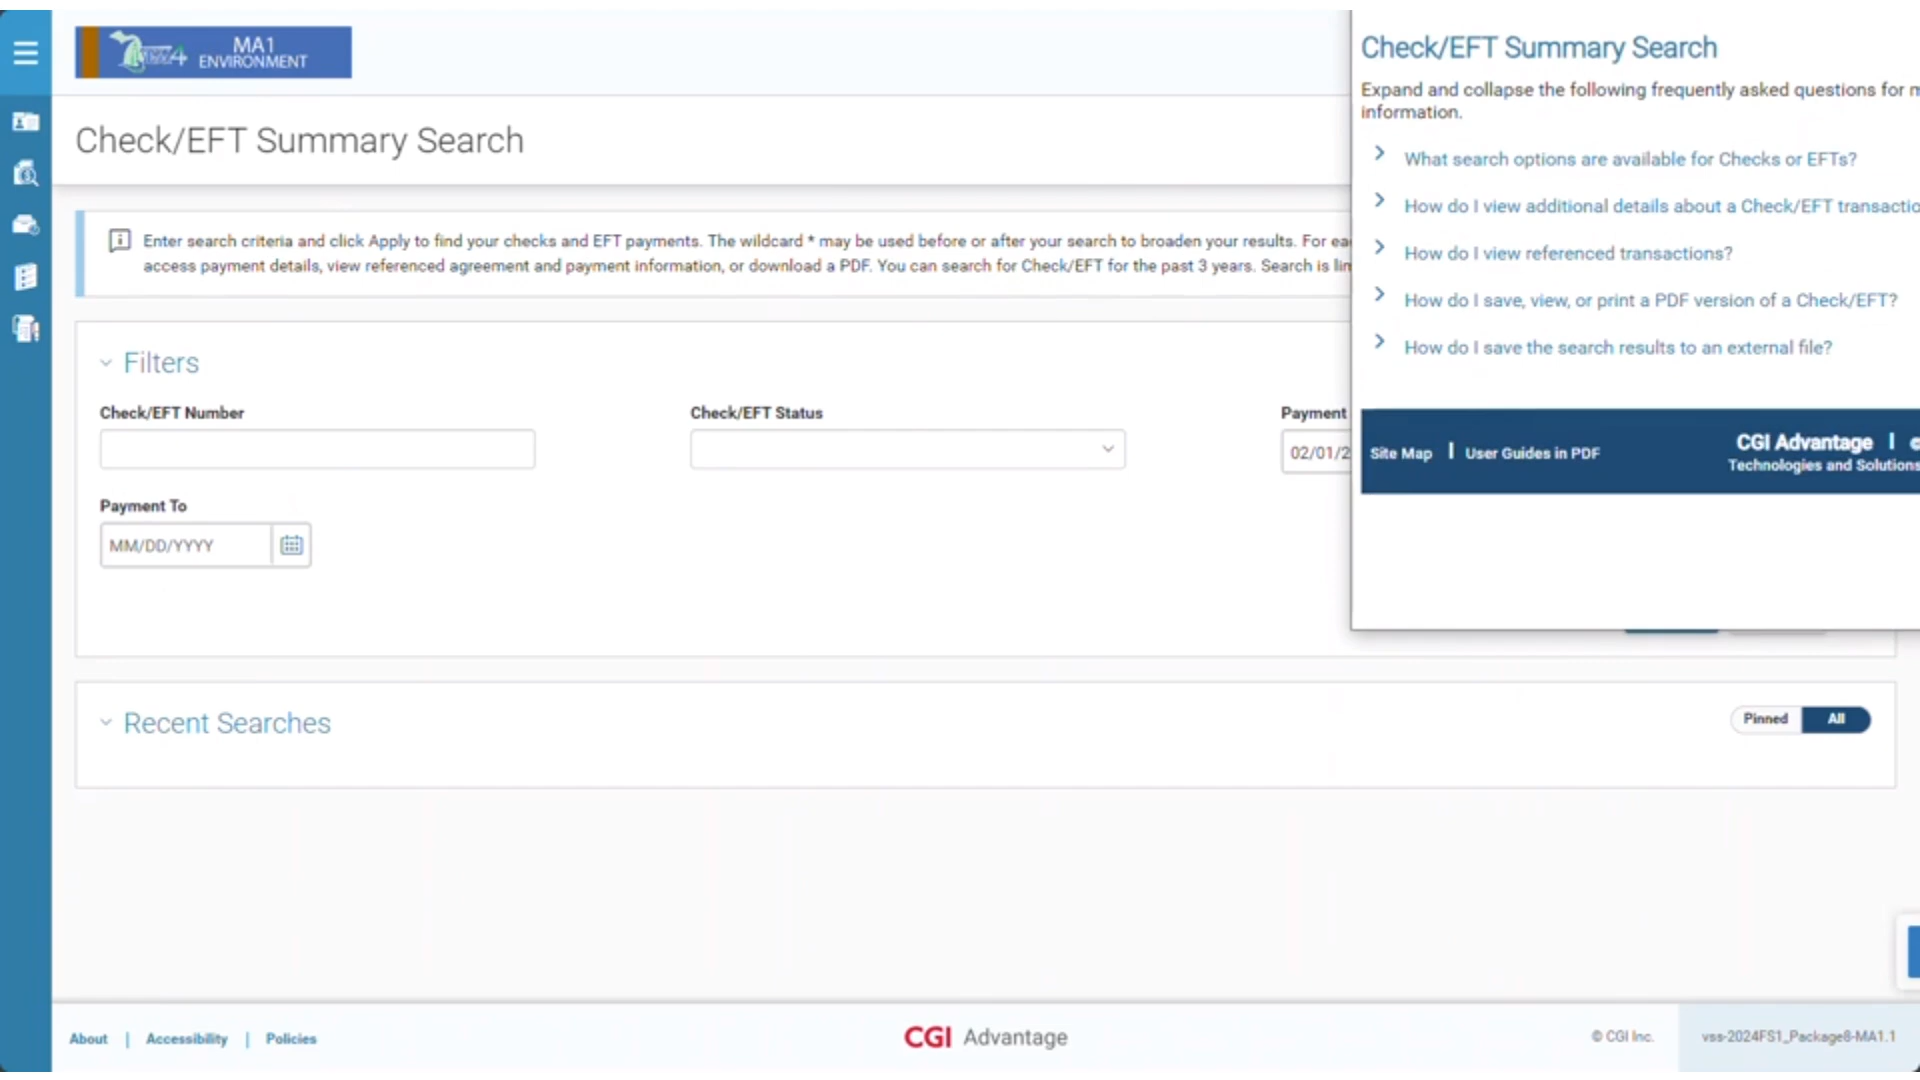 MA1
ENVIRONMENT
Check/EFT Summary Search
Enter search criteria and click Apply to find your checks and EFT payments. The wildcard * may be used before or after your search to broaden your results. For
access payment details, view referenced agreement and payment information, or download a PDF. You can search for Check/EFT for the past 3 years. Search is
Filters
Check/EFT Number
Check/EFT Status
Payment
02/01/2
Payment To
MM/DD/YYYY
Recent Searches
Pinned
All
Check/EFT Summary Search
Expand and collapse the following frequently asked questions for
information.
What search options are available for Checks or EFTs?
How do I view additional details about a Check/EFT
How do I view referenced transactions?
How do I save, view, or print a PDF version of a Check/EFT?
How do I save the search results to an external file?
Site Map | User Guides in PDF
CGI Advantage |
Technologies and Solutions
About | Accessibility | Policies
CGI Advantage
© CGI Inc.
vss-2024FS1_Package8-MA1.1